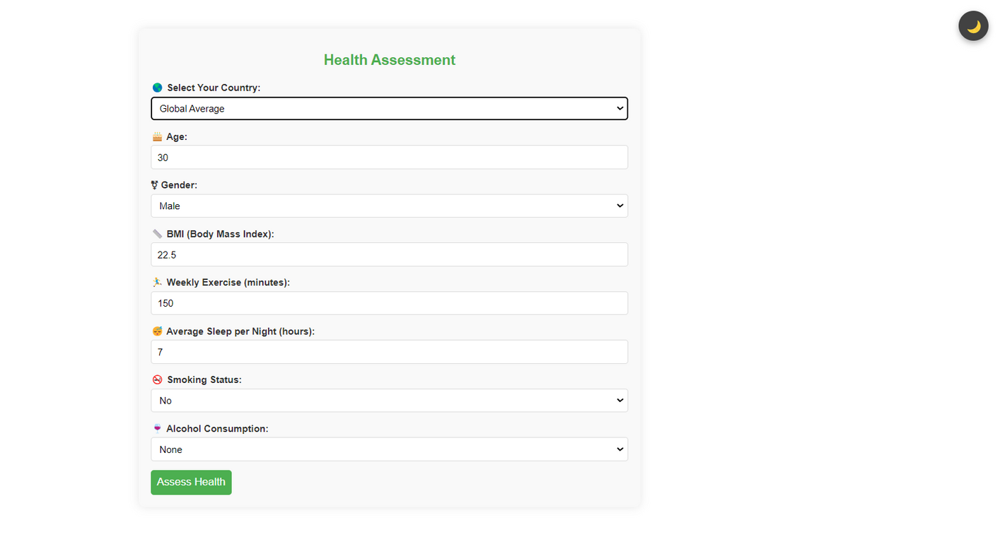 Health Assessment
Select Your Country:
Global Average
Age:
30
Gender:
Male
BMI (Body Mass Index):
22.5
Weekly Exercise (minutes):
150
Average Sleep per Night (hours):
7
Smoking Status:
No
Alcohol Consumption:
None
Assess Health